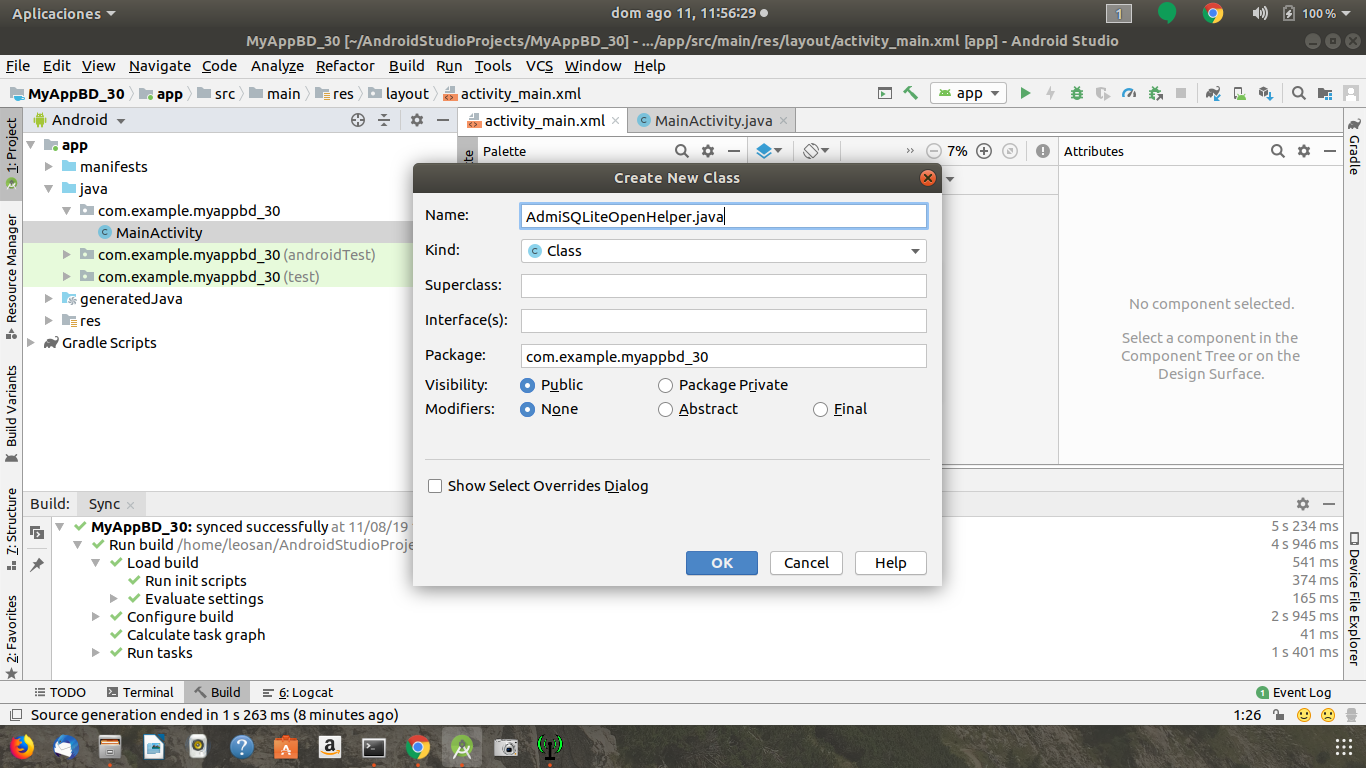 Aplicaciones dom ago 11, 11:56:29 1 100 %
MyAppBD_30 [~/AndroidStudioProjects/MyAppBD_30] - .../app/src/main/res/layout/activity_main.xml [app] - Android Studio
File Edit View Navigate Code Analyze Refactor Build Run Tools VCS Window Help
MyAppBD_30 app src main res layout activity_main.xml app
Android activity_main.xml MainActivity.java
Palette 7% Attributes
app
manifests
java
com.example.myappbd_30
MainActivity
com.example.myappbd_30 (androidTest)
com.example.myappbd_30 (test)
generatedJava
res
Gradle Scripts
1: Project
Resource Manager
Build Variants
7: Structure
2: Favorites
Create New Class
Name: AdmiSQLiteOpenHelper.java
Kind: C Class
Superclass:
Interface(s):
Package: com.example.myappbd_30
Visibility: Public Package Private
Modifiers: None Abstract Final
Show Select Overrides Dialog
OK Cancel Help
No component selected.
Select a component in the
Component Tree or on the
Design Surface.
Gradle
Device File Explorer
Build: Sync
MyAppBD_30: synced successfully at 11/08/19 5 s 234 ms
Run build /home/leosan/AndroidStudioProje 4 s 946 ms
Load build 541 ms
Run init scripts 374 ms
Evaluate settings 165 ms
Configure build 2 s 945 ms
Calculate task graph 41 ms
Run tasks 1 s 401 ms
TODO Terminal Build 6: Logcat 1 Event Log
Source generation ended in 1 s 263 ms (8 minutes ago) 1:26